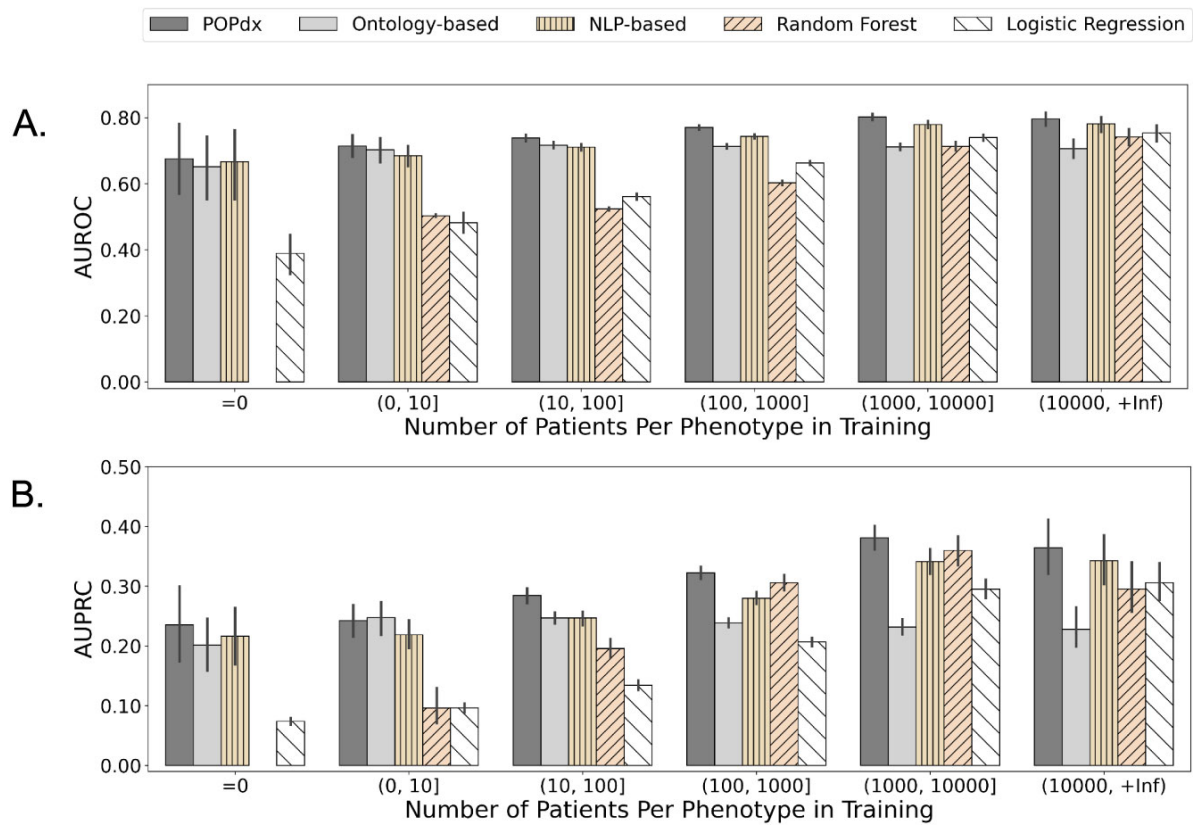 POPdx Ontology-based NLP-based Random Forest Logistic Regression
A.
AUROC
0.80
0.60
0.40
0.20
0.00
=0 (0, 10] (10, 100] (100, 1000] (1000, 10000] (10000, +Inf)
Number of Patients Per Phenotype in Training
B.
AUPRC
0.50
0.40
0.30
0.20
0.10
0.00
=0 (0, 10] (10, 100] (100, 1000] (1000, 10000] (10000, +Inf)
Number of Patients Per Phenotype in Training